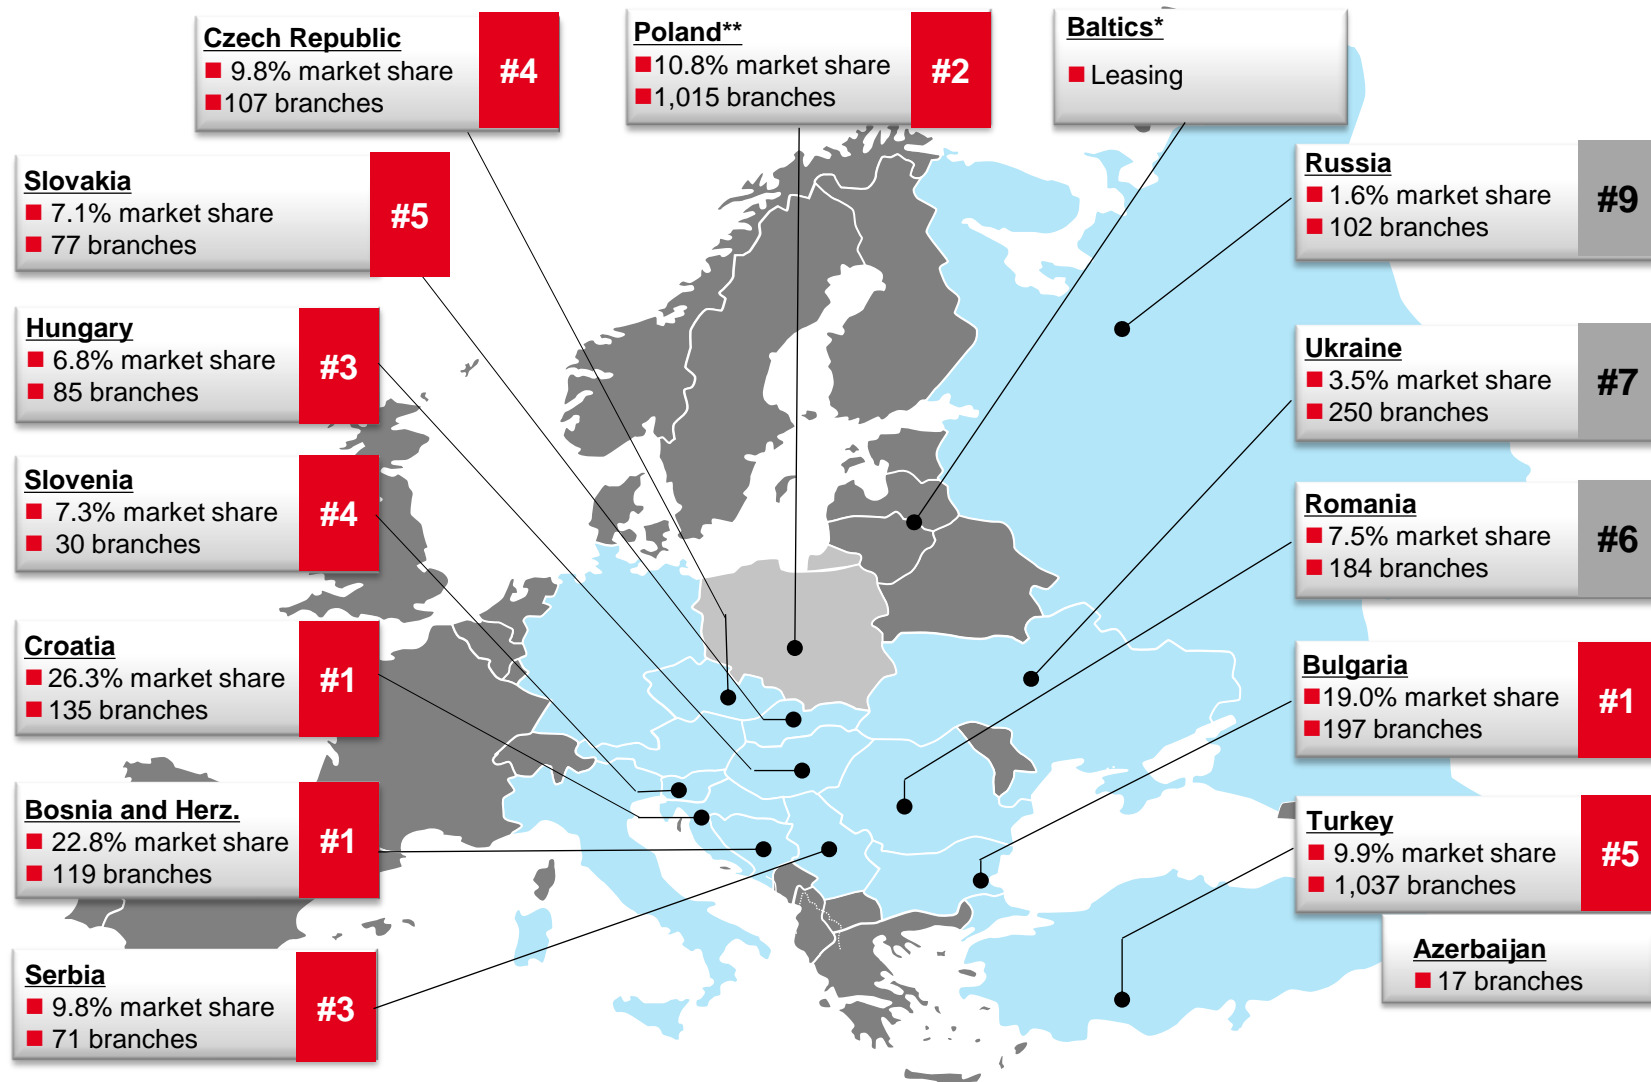 Czech Republic
9.8% market share
107 branches
#4
Poland**
10.8% market share
1,015 branches
#2
Baltics*
Leasing
Slovakia
7.1% market share
77 branches
#5
Russia
1.6% market share
102 branches
#9
Hungary
6.8% market share
85 branches
#3
Ukraine
3.5% market share
250 branches
#7
Slovenia
7.3% market share
30 branches
#4
Romania
7.5% market share
184 branches
#6
Croatia
26.3% market share
135 branches
#1
Bulgaria
19.0% market share
197 branches
#1
Bosnia and Herz.
22.8% market share
119 branches
#1
Turkey
9.9% market share
1,037 branches
#5
Azerbaijan
17 branches
Serbia
9.8% market share
71 branches
#3